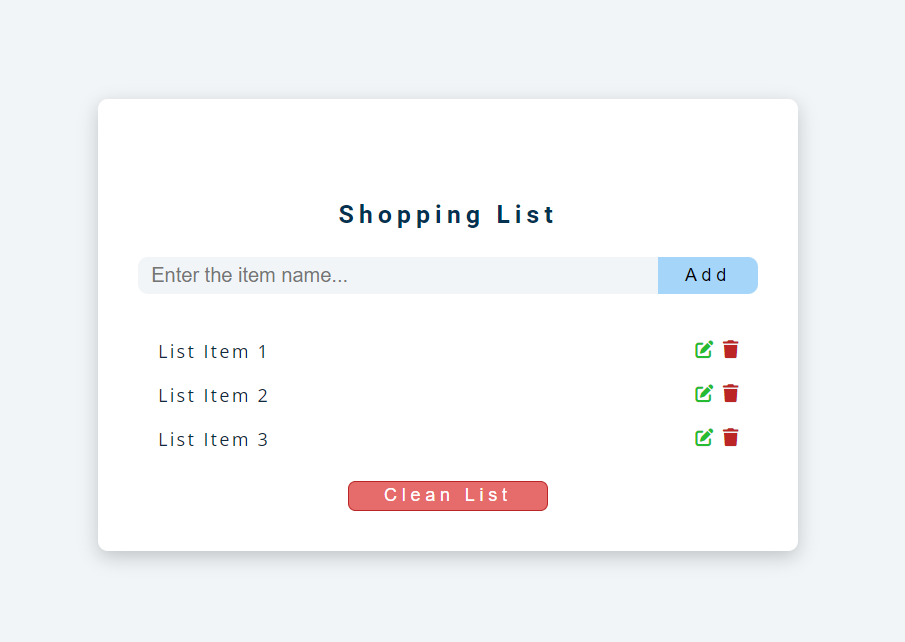 Shopping List
Enter the item name... Add
List Item 1
List Item 2
List Item 3
Clean List